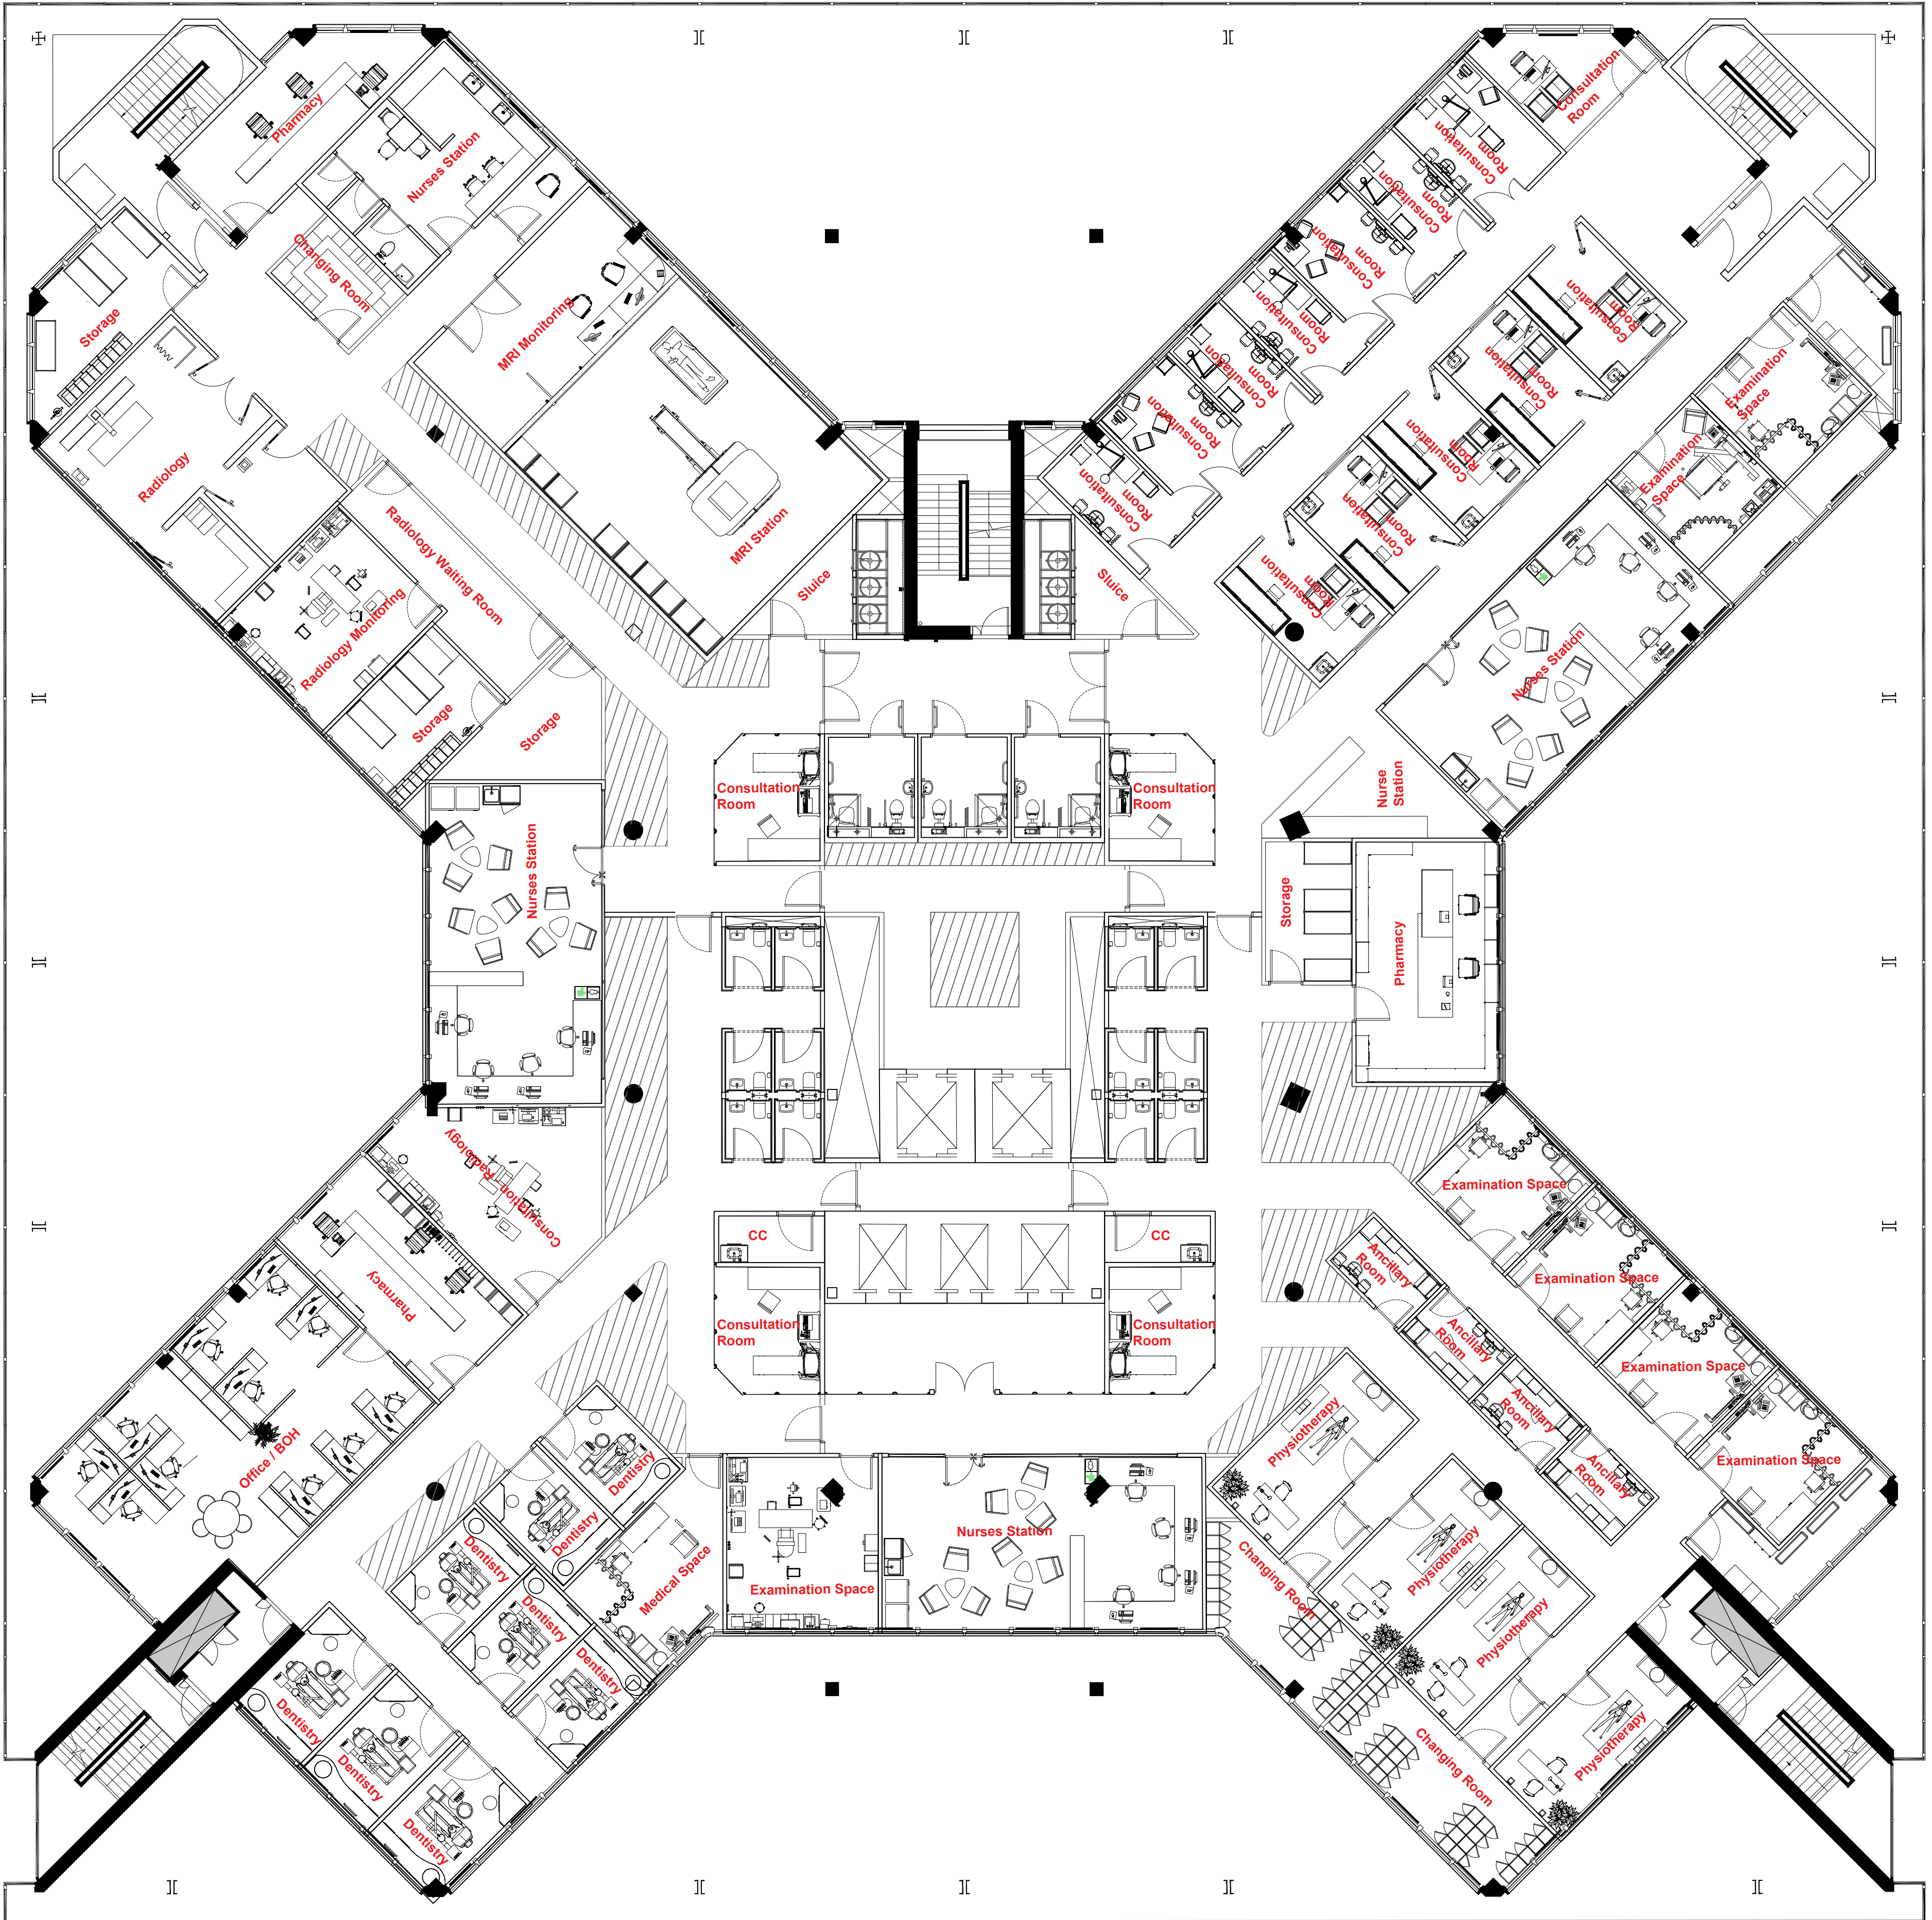 Pharmacy
Nurses Station
Changing Room
Storage
MRI Monitoring
Radiology
Radiology Waiting Room
MRI Station
Radiology Monitoring
Storage
Storage
Sluice
Sluice
Consultation
Room
Consultation
Room
Consultation
Room
Consultation
Room
Consultation
Room
Consultation
Room
Consultation
Room
Consultation
Room
Consultation
Room
Consultation
Room
Consultation
Room
Consultation
Room
Consultation
Room
Examination
Space
Examination
Space
Nurses Station
Consultation
Room
Consultation
Room
Nurse
Station
Nurses Station
Storage
Pharmacy
Consultation - Radiology
Pharmacy
Office / BOH
CC
CC
Consultation
Room
Consultation
Room
Examination Space
Examination Space
Examination Space
Examination Space
Ancillary
Room
Ancillary
Room
Ancillary
Room
Ancillary
Room
Physiotherapy
Physiotherapy
Physiotherapy
Physiotherapy
Changing Room
Changing Room
Dentistry
Dentistry
Dentistry
Dentistry
Dentistry
Dentistry
Dentistry
Dentistry
Medical Space
Examination Space
Nurses Station